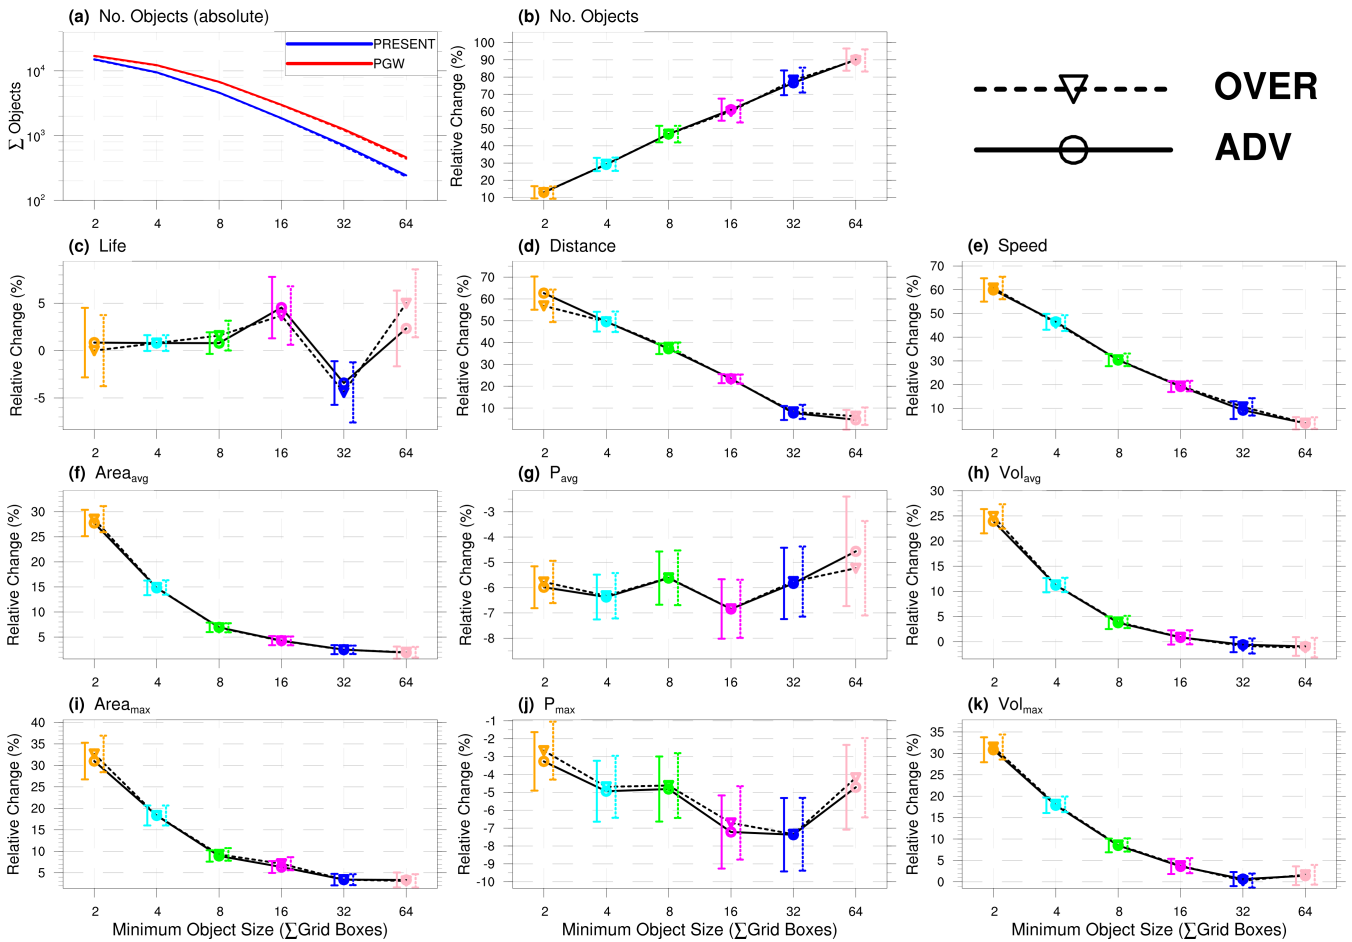 (a) No. Objects (absolute)
PRESENT
PGW
10^4
10^3
10^2
∑ Objects
2 4 8 16 32 64
(b) No. Objects
100
90
80
70
60
50
40
30
20
10
Relative Change (%)
2 4 8 16 32 64
OVER
ADV
(c) Life
5
0
-5
Relative Change (%)
2 4 8 16 32 64
(d) Distance
70
60
50
40
30
20
10
Relative Change (%)
2 4 8 16 32 64
(e) Speed
70
60
50
40
30
20
10
Relative Change (%)
2 4 8 16 32 64
(f) Area_avg
30
25
20
15
10
5
Relative Change (%)
2 4 8 16 32 64
(g) P_avg
-3
-4
-5
-6
-7
-8
Relative Change (%)
2 4 8 16 32 64
(h) Vol_avg
30
25
20
15
10
5
0
Relative Change (%)
2 4 8 16 32 64
(i) Area_max
40
35
30
25
20
15
10
5
Relative Change (%)
2 4 8 16 32 64
Minimum Object Size (∑Grid Boxes)
(j) P_max
-1
-2
-3
-4
-5
-6
-7
-8
-9
-10
Relative Change (%)
2 4 8 16 32 64
Minimum Object Size (∑Grid Boxes)
(k) Vol_max
35
30
25
20
15
10
5
0
Relative Change (%)
2 4 8 16 32 64
Minimum Object Size (∑Grid Boxes)